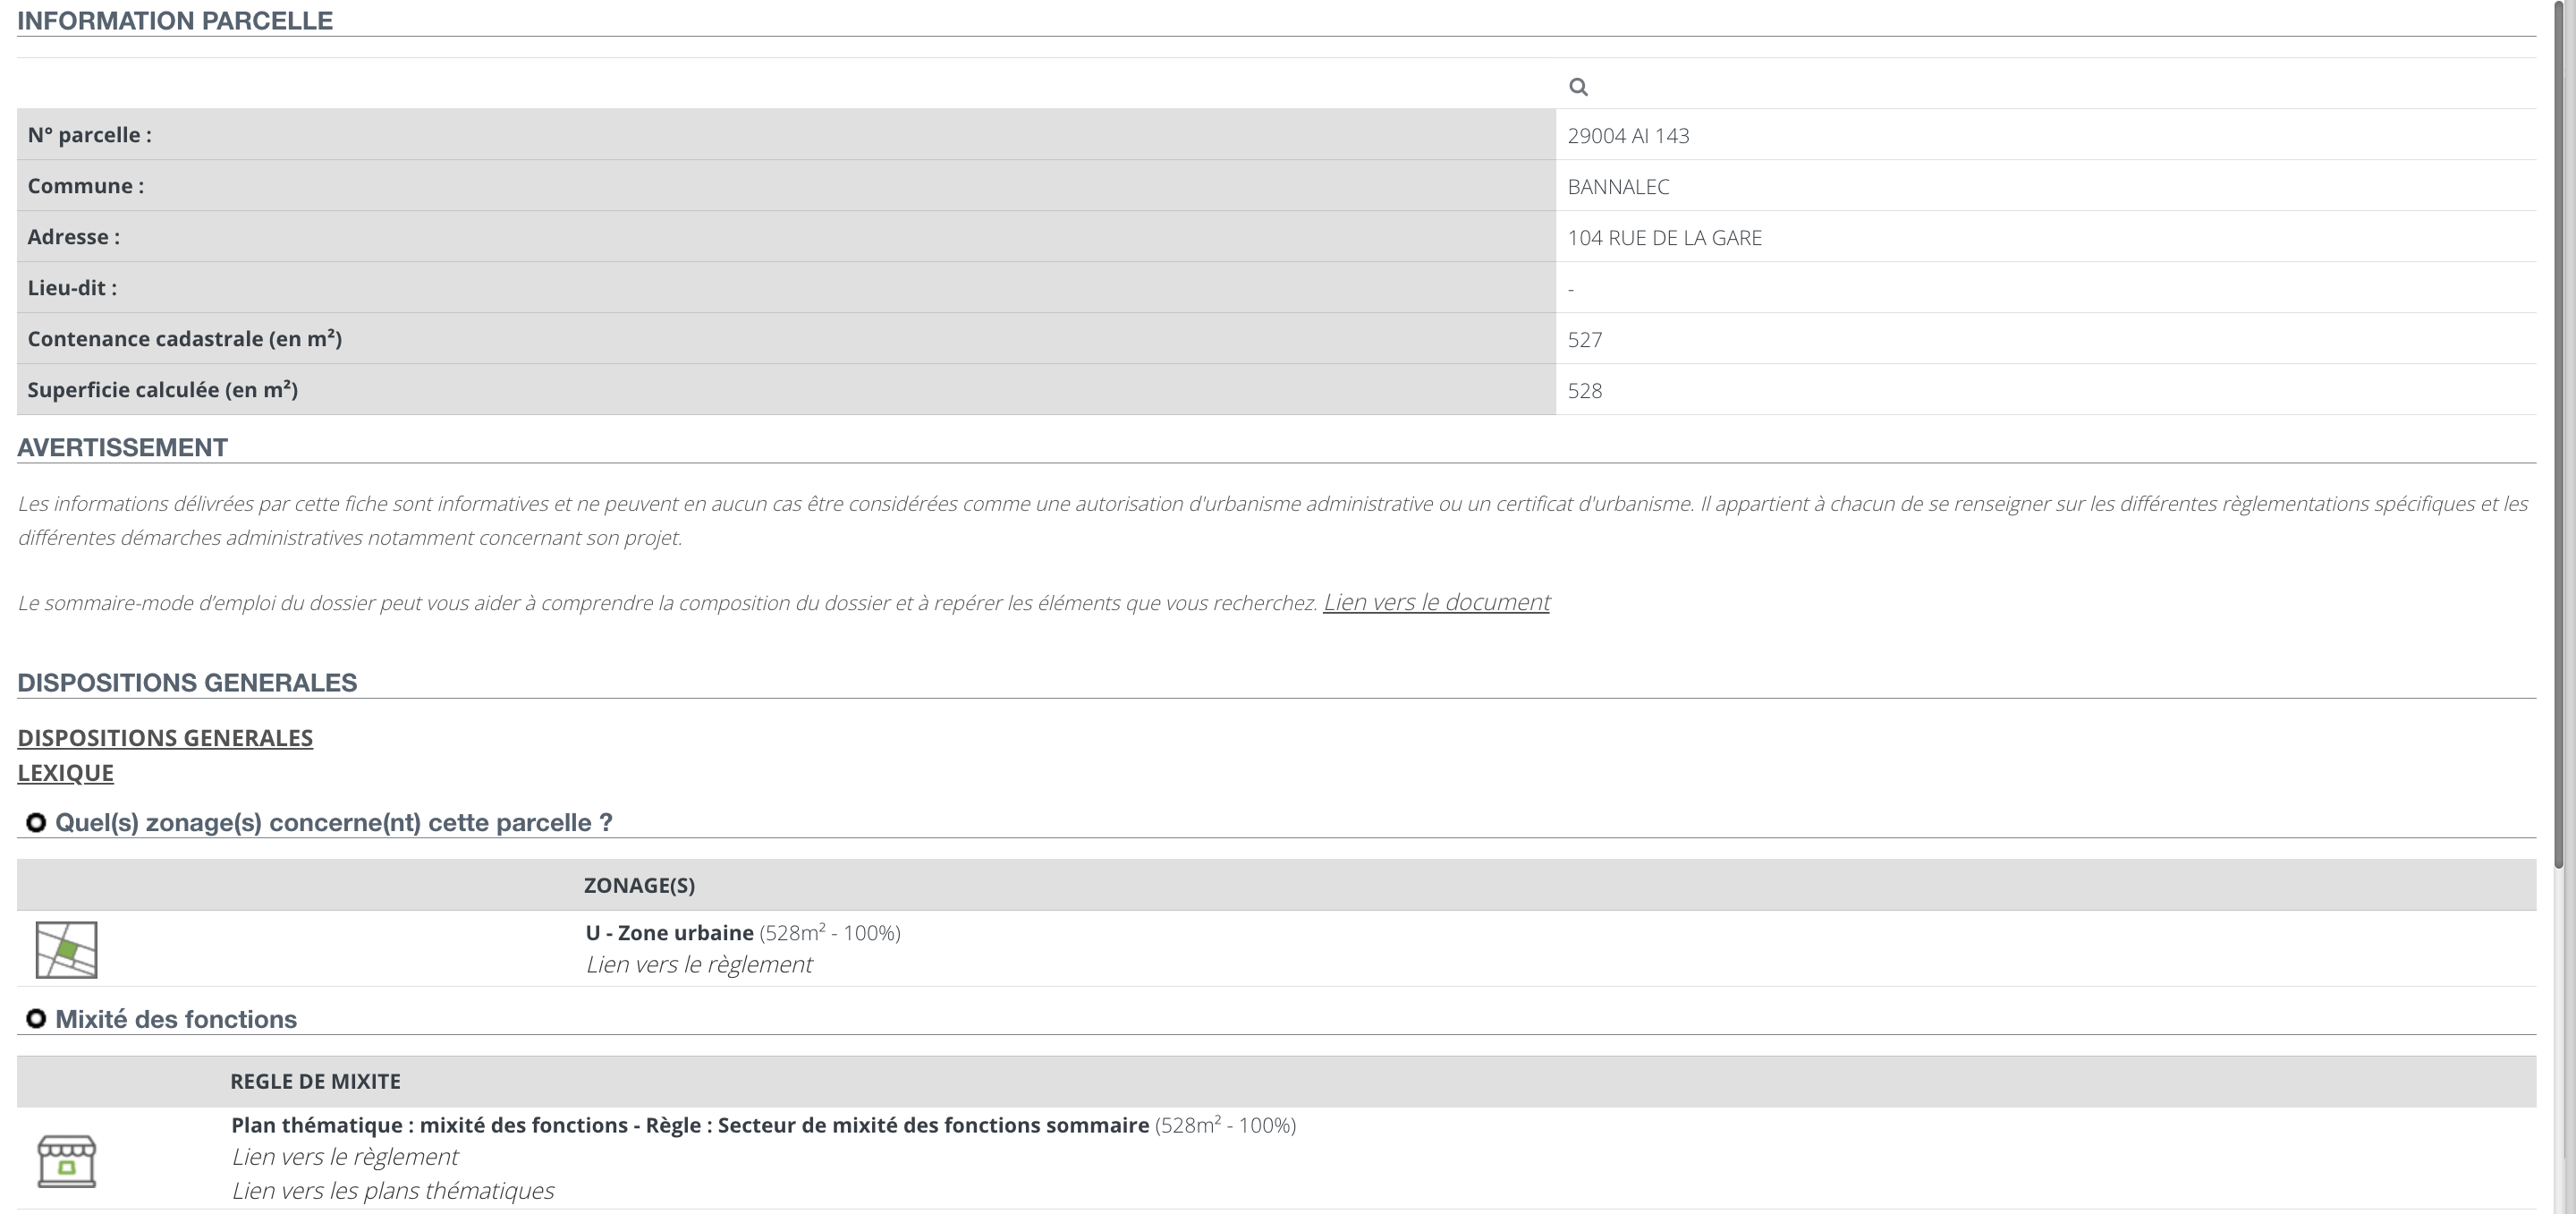 INFORMATION PARCELLE
N° parcelle : 29004 AI 143
Commune : BANNALEC
Adresse : 104 RUE DE LA GARE
Lieu-dit : -
Contenance cadastrale (en m²) 527
Superficie calculée (en m²) 528
AVERTISSEMENT
Les informations délivrées par cette fiche sont informatives et ne peuvent en aucun cas être considérées comme une autorisation d'urbanisme administrative ou un certificat d'urbanisme. Il appartient à chacun de se renseigner sur les différentes règlementations spécifiques et les
différentes démarches administratives notamment concernant son projet.
Le sommaire-mode d’emploi du dossier peut vous aider à comprendre la composition du dossier et à repérer les éléments que vous recherchez. Lien vers le document
DISPOSITIONS GENERALES
DISPOSITIONS GENERALES
LEXIQUE
Quel(s) zonage(s) concerne(nt) cette parcelle ?
ZONAGE(S)
U - Zone urbaine (528m² - 100%)
Lien vers le règlement
Mixité des fonctions
REGLE DE MIXITE
Plan thématique : mixité des fonctions - Règle : Secteur de mixité des fonctions sommaire (528m² - 100%)
Lien vers le règlement
Lien vers les plans thématiques